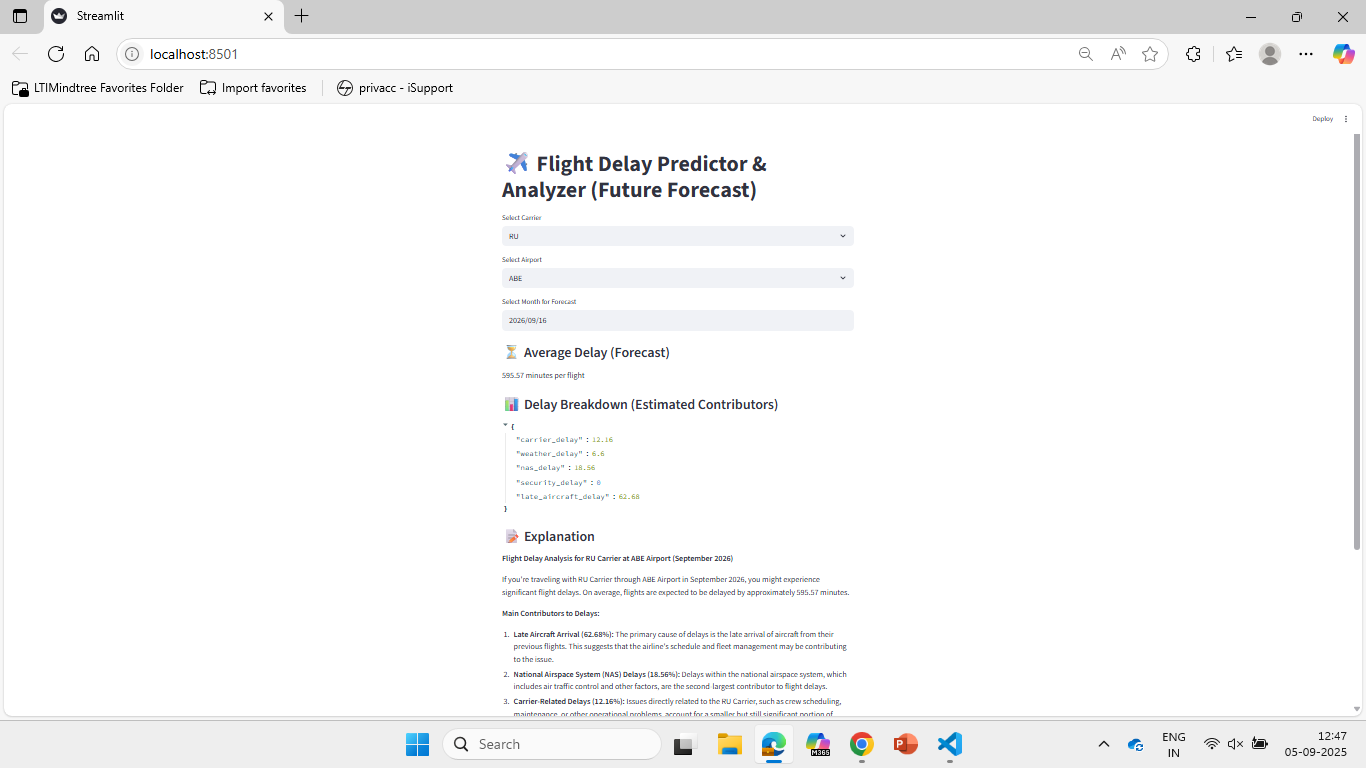 Streamlit
localhost:8501
LTIMindtree Favorites Folder
Import favorites
privacc - iSupport
Deploy
Flight Delay Predictor &
Analyzer (Future Forecast)
Select Carrier
RU
Select Airport
ABE
Select Month for Forecast
2026/09/16
Average Delay (Forecast)
595.57 minutes per flight
Delay Breakdown (Estimated Contributors)
{
"carrier_delay" : 12.16
"weather_delay" : 6.6
"nas_delay" : 18.56
"security_delay" : 0
"late_aircraft_delay" : 62.68
}
Explanation
Flight Delay Analysis for RU Carrier at ABE Airport (September 2026)
If you're traveling with RU Carrier through ABE Airport in September 2026, you might experience
significant flight delays. On average, flights are expected to be delayed by approximately 595.57 minutes.
Main Contributors to Delays:
1. Late Aircraft Arrival (62.68%): The primary cause of delays is the late arrival of aircraft from their
previous flights. This suggests that the airline's schedule and fleet management may be contributing
to the issue.
2. National Airspace System (NAS) Delays (18.56%): Delays within the national airspace system, which
includes air traffic control and other factors, are the second-largest contributor to flight delays.
3. Carrier-Related Delays (12.16%): Issues directly related to the RU Carrier, such as crew scheduling,
maintenance, or other operational problems, account for a smaller but still significant portion of
Search
M365
ENG
IN
12:47
05-09-2025